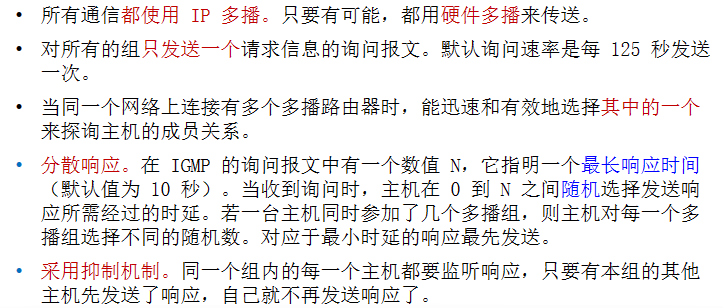 • 所有通信都使用 IP 多播。只要有可能，都用硬件多播来传送。
• 对所有的组只发送一个请求信息的询问报文。默认询问速率是每 125 秒发送
一次。
• 当同一个网络上连接有多个多播路由器时，能迅速和有效地选择其中的一个
来探询主机的成员关系。
• 分散响应。在 IGMP 的询问报文中有一个数值 N，它指明一个最长响应时间
（默认值为 10 秒）。当收到询问时，主机在 0 到 N 之间随机选择发送响
应所需经过的时延。若一台主机同时参加了几个多播组，则主机对每一个多
播组选择不同的随机数。对应于最小时延的响应最先发送。
• 采用抑制机制。同一个组内的每一个主机都要监听响应，只要有本组的其他
主机先发送了响应，自己就不再发送响应了。